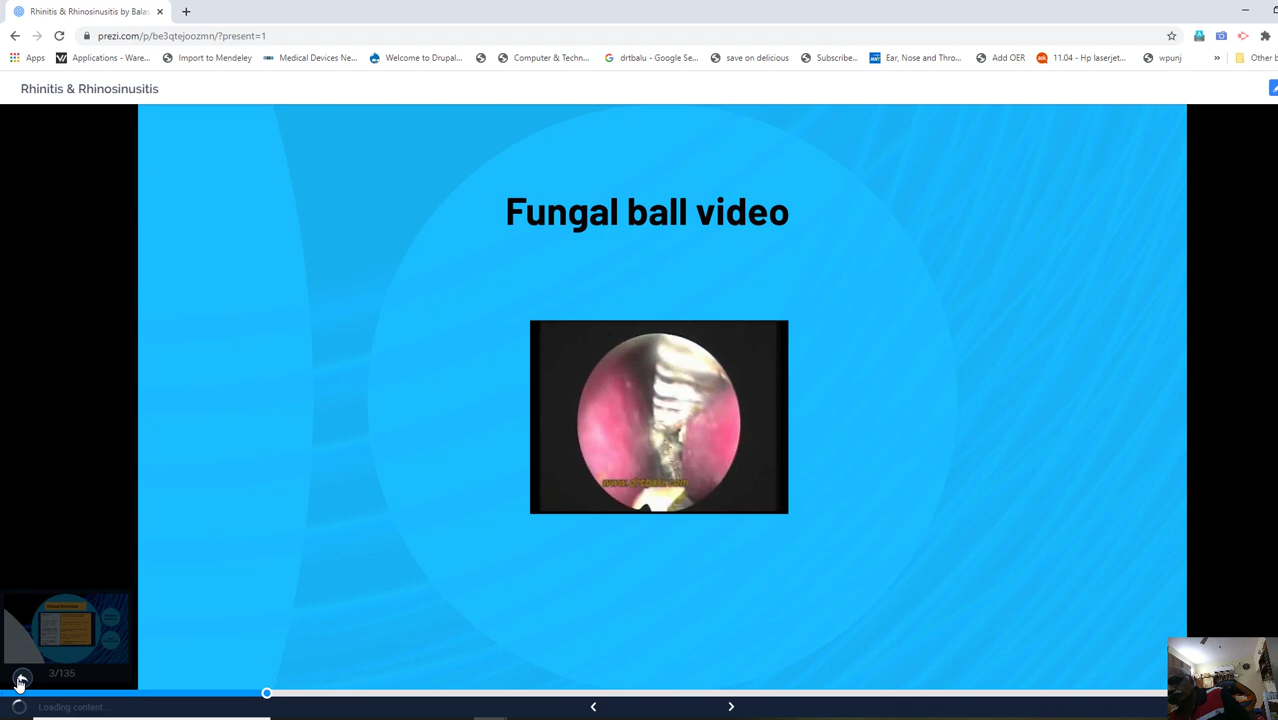 Rhinitis & Rhinosinusitis by Balas
prezi.com/p/be3qtejoozmn/?present=1
Apps
Applications - Ware...
Import to Mendeley
Medical Devices Ne...
Welcome to Drupal...
Computer & Techn...
drtbalu - Google Se...
save on delicious
Subscribe...
Ear, Nose and Thro...
Add OER
11.04 - Hp laserjet...
wpunj
»
Other b
Rhinitis & Rhinosinusitis
Fungal ball video
3/135
Loading content...